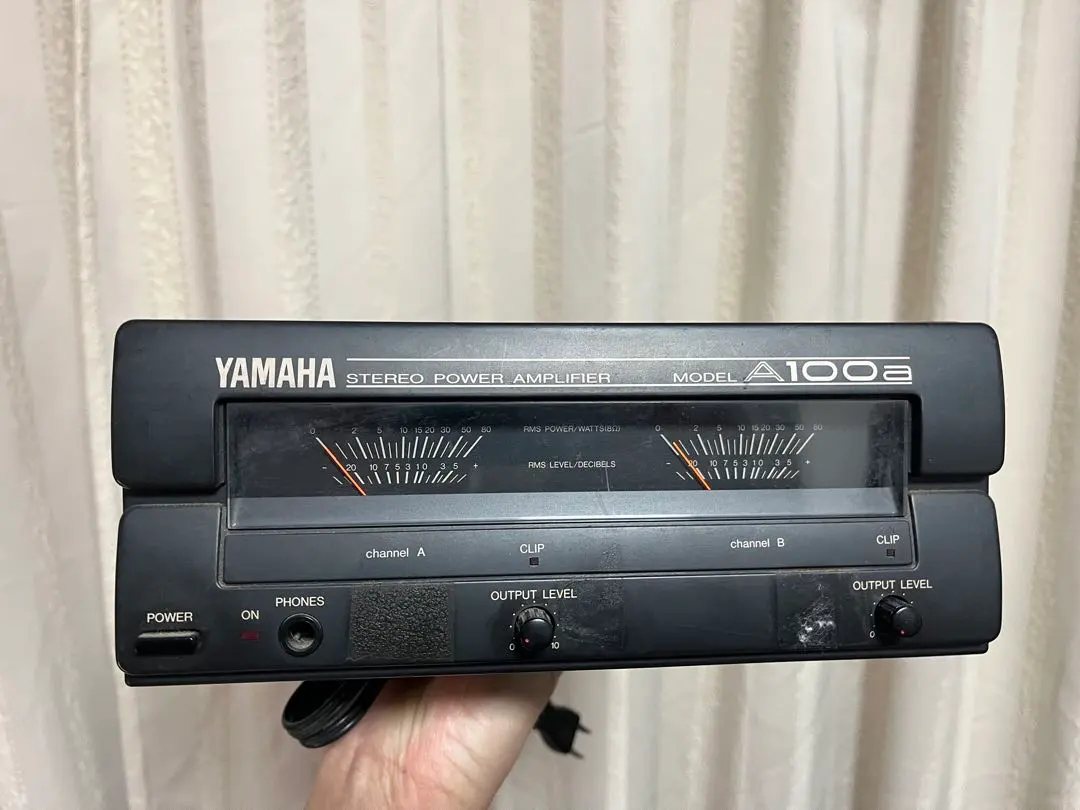 YAMAHA STEREO POWER AMPLIFIER MODEL A100a
0 2 5 10 15 20 30 50 80 RMS POWER/WATTS(8Ω) 0 2 5 10 15 20 30 50 80
- 20 10 7 5 3 1 0 3 5 + RMS LEVEL/DECIBELS - 20 10 7 5 3 1 0 3 5 +
channel A CLIP channel B CLIP
POWER ON PHONES OUTPUT LEVEL OUTPUT LEVEL
0 10 0